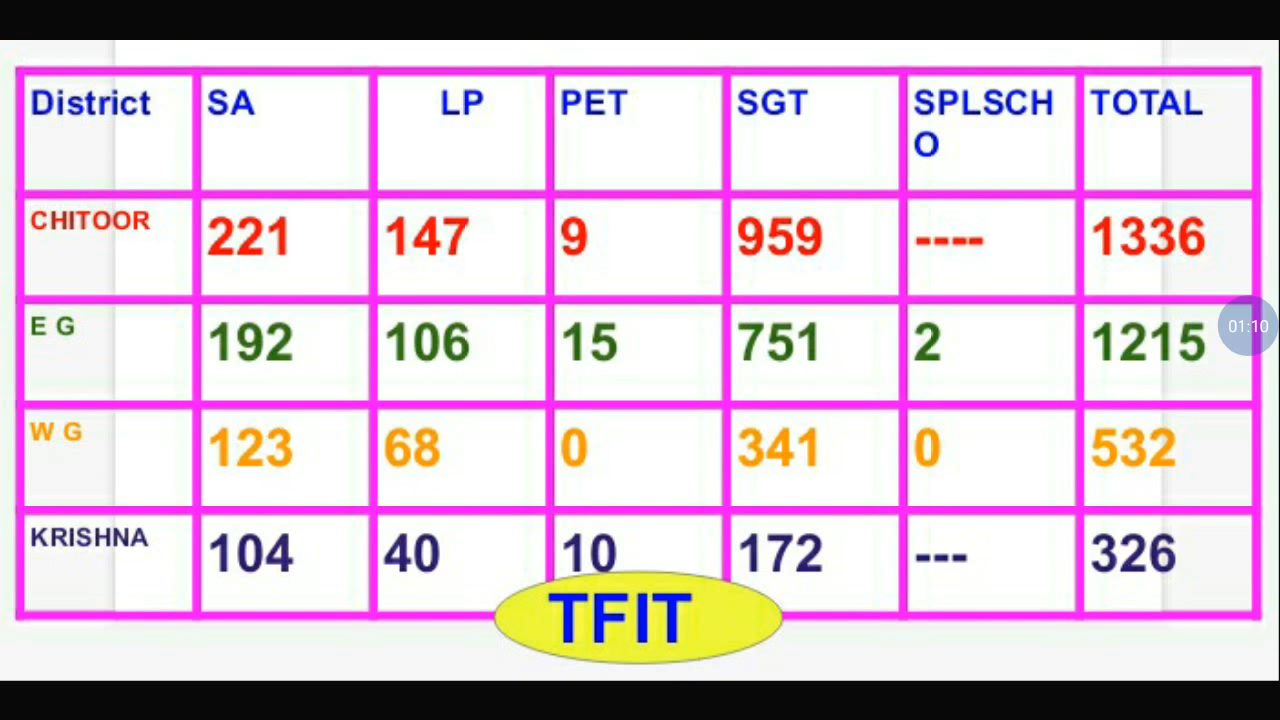 District SA LP PET SGT SPLSCH
O TOTAL
CHITOOR 221 147 9 959 ---- 1336
E G 192 106 15 751 2 1215
01:10
W G 123 68 0 341 0 532
KRISHNA 104 40 10 172 --- 326
TFIT